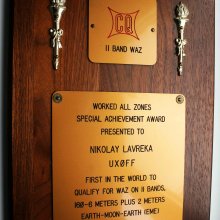 CQ
11 BAND WAZ
WORKED ALL ZONES
SPECIAL ACHIEVEMENT AWARD
PRESENTED TO
NIKOLAY LAVREKA
UXØFF
FIRST IN THE WORLD TO
QUALIFY FOR WAZ ON 11 BANDS,
160-6 METERS PLUS 2 METERS
EARTH-MOON-EARTH (EME)